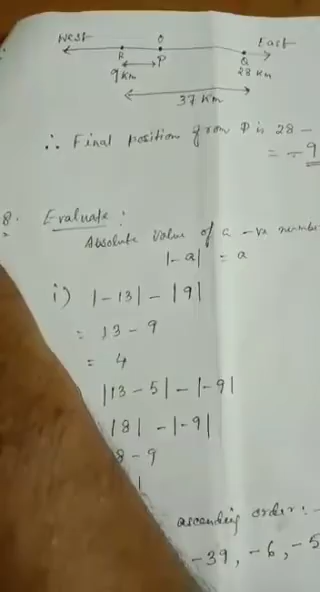 West O East
R P Q
9 Km 28 Km
37 Km
∴ Final position from P is 28 -
= - 9
8. Evaluate :
Absolute Value of a -ve number
|- a| = a
i) |-13| - |9|
= 13 - 9
= 4
|13 - 5| - |-9|
|8| - |-9|
8 - 9
ascending order : -
- 39, - 6, - 5